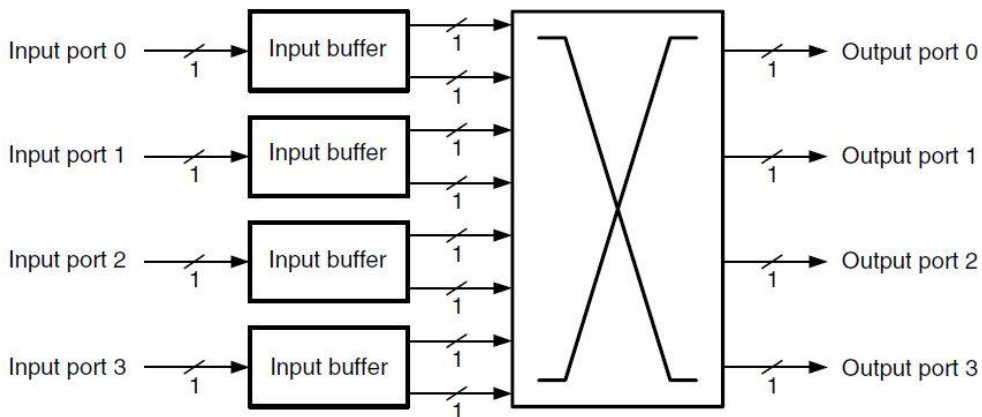 Input port 0
1
Input buffer
1
1
1
Output port 0
Input port 1
1
Input buffer
1
1
1
Output port 1
Input port 2
1
Input buffer
1
1
1
Output port 2
Input port 3
1
Input buffer
1
1
1
Output port 3